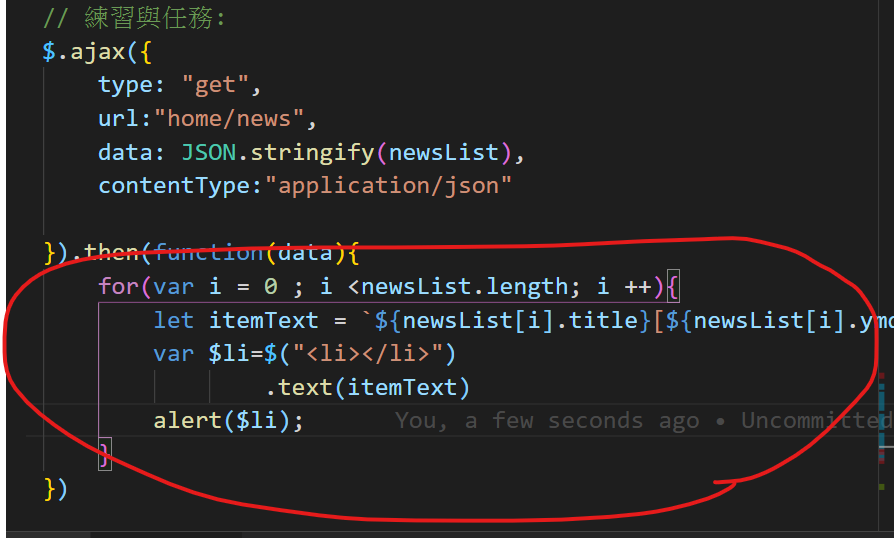 // 練習與任務:
$.ajax({
type: "get",
url:"home/news",
data: JSON.stringify(newsList),
contentType:"application/json"
}).then(function(data){
for(var i = 0 ; i <newsList.length; i ++){
let itemText = `${newsList[i].title}[${newsList[i].ymd
var $li=$("<li></li>")
.text(itemText)
alert($li); You, a few seconds ago • Uncommitted
}
})